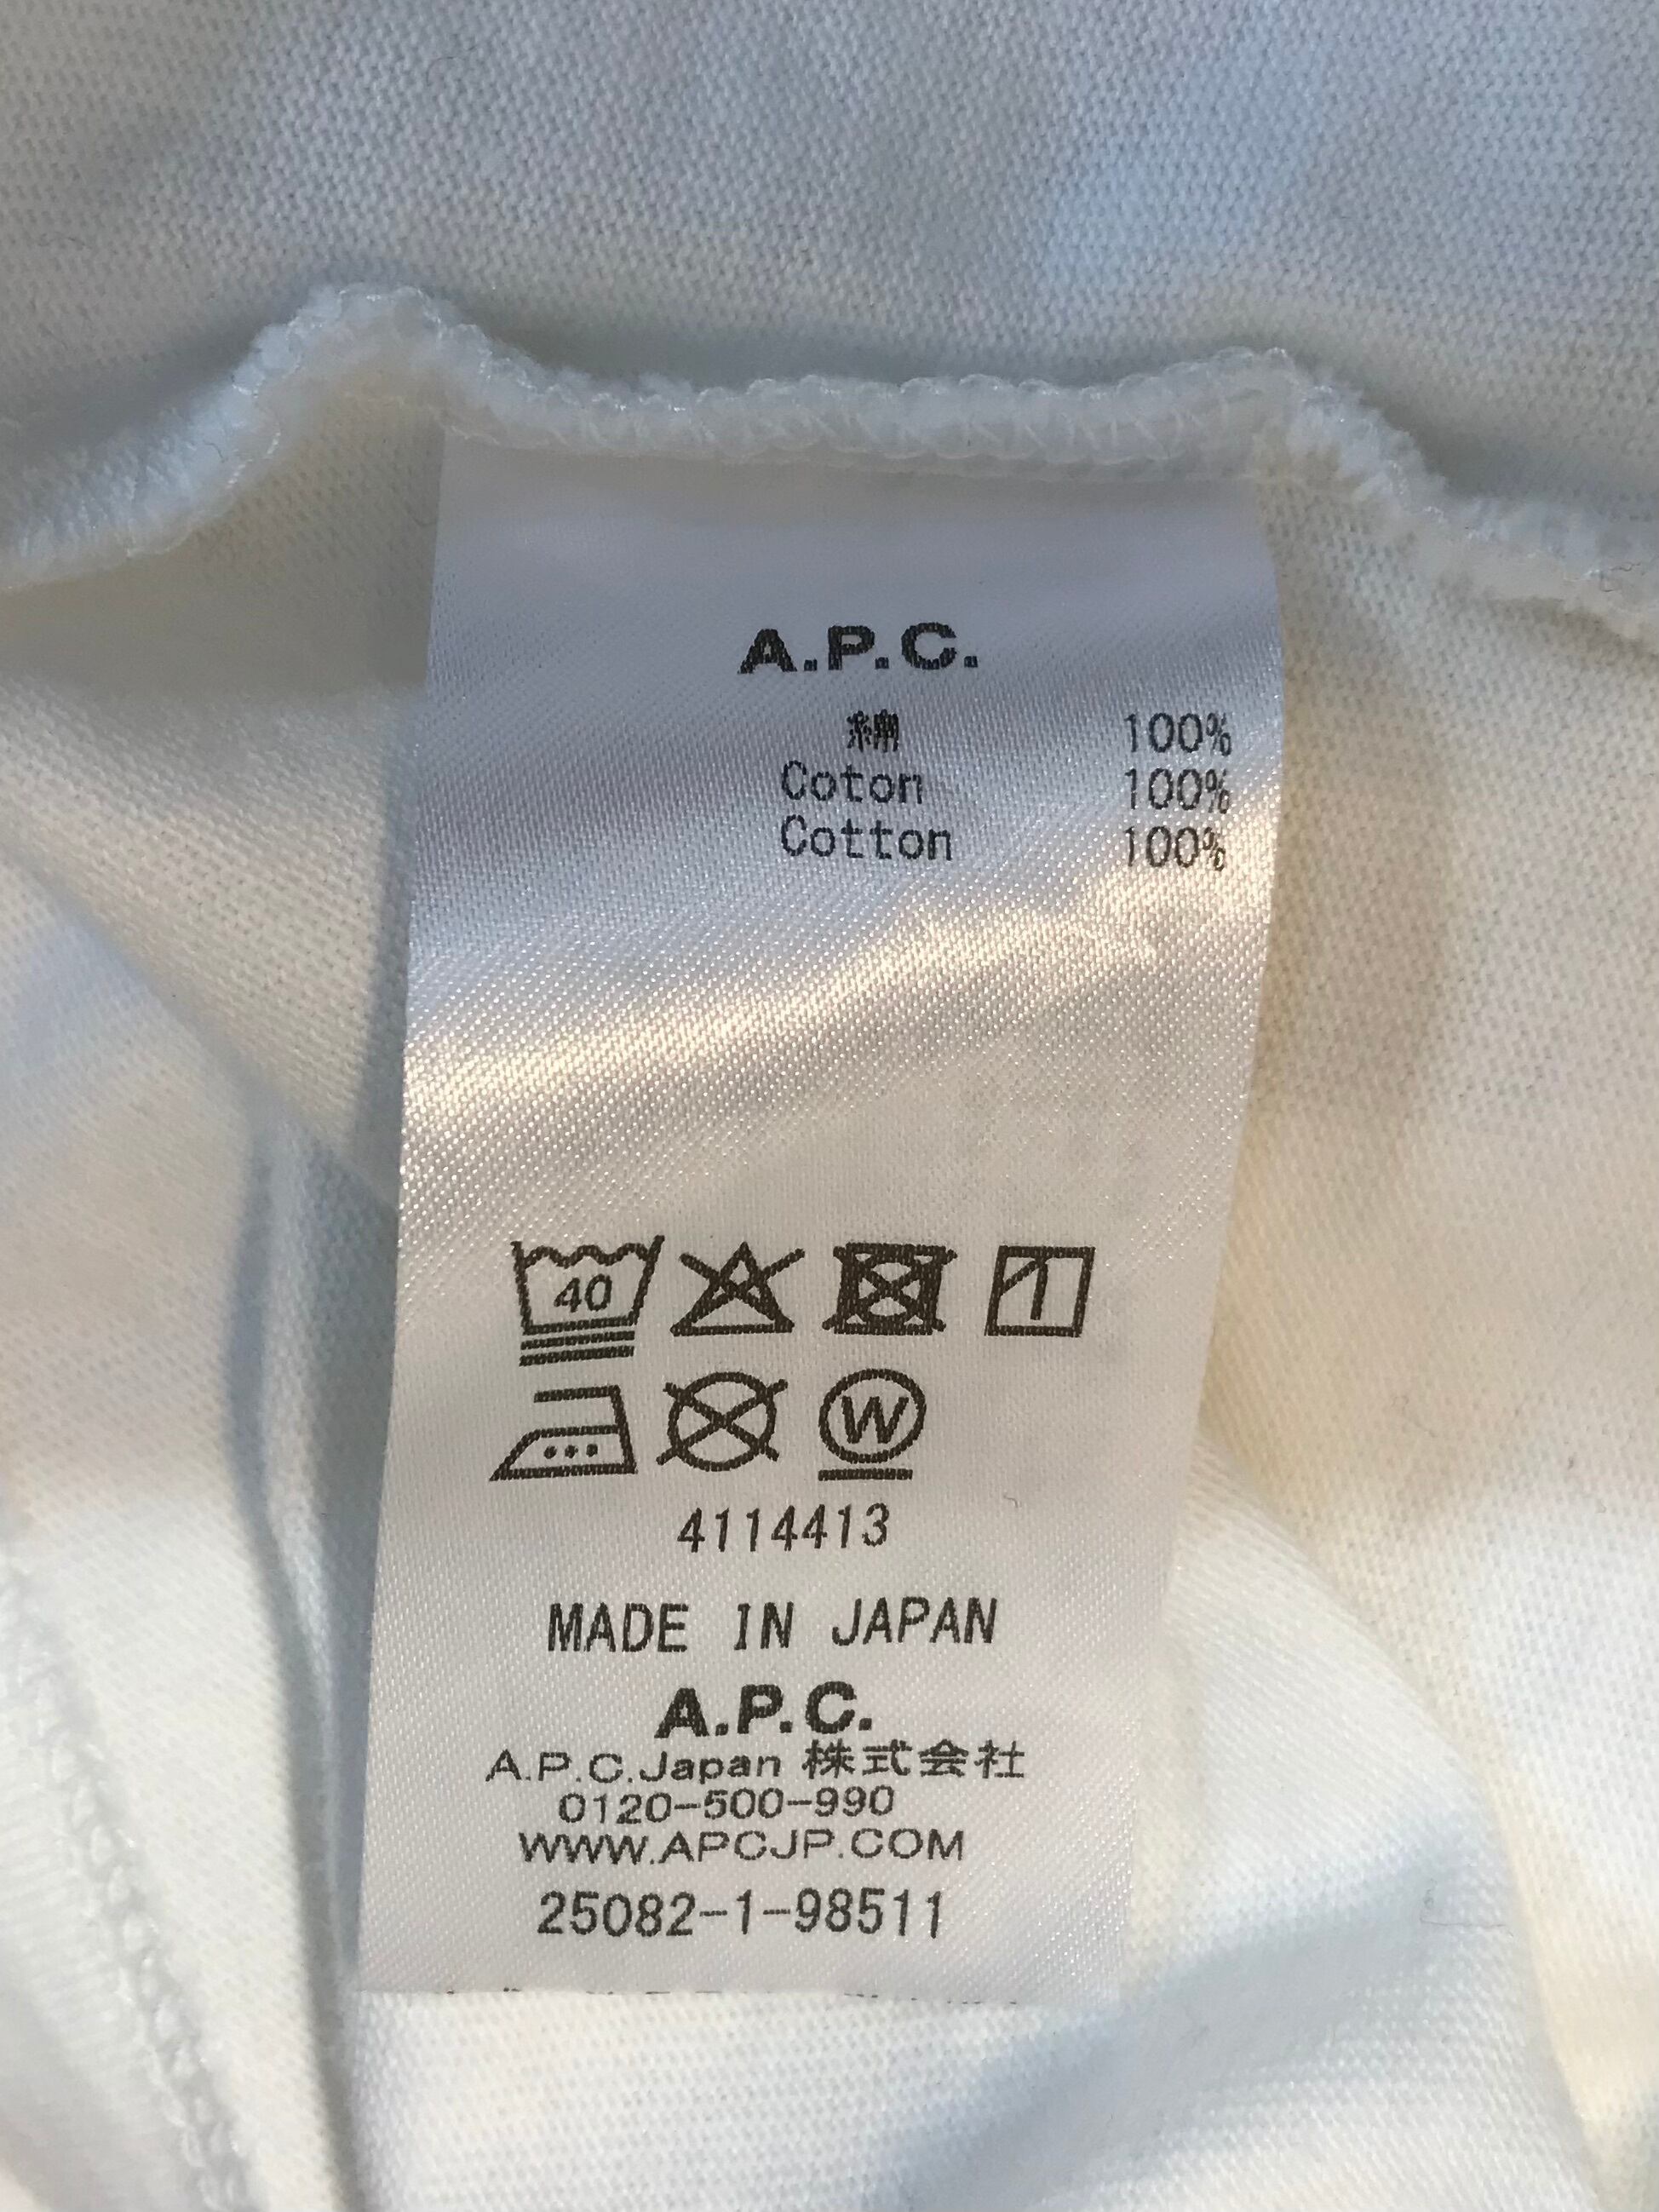 A.P.C.
綿 100%
Coton 100%
Cotton 100%
40
W
4114413
MADE IN JAPAN
A.P.C.
A.P.C.Japan 株式会社
0120-500-990
WWW.APCJP.COM
25082-1-98511